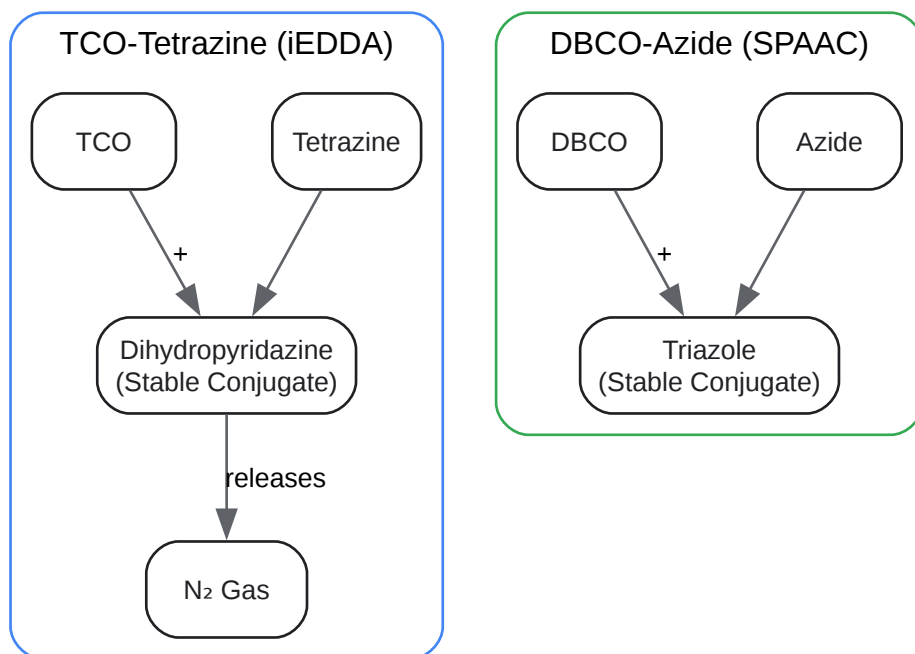 TCO-Tetrazine (iEDDA)
TCO
Tetrazine
+
Dihydropyridazine
(Stable Conjugate)
releases
N₂ Gas
DBCO-Azide (SPAAC)
DBCO
Azide
+
Triazole
(Stable Conjugate)